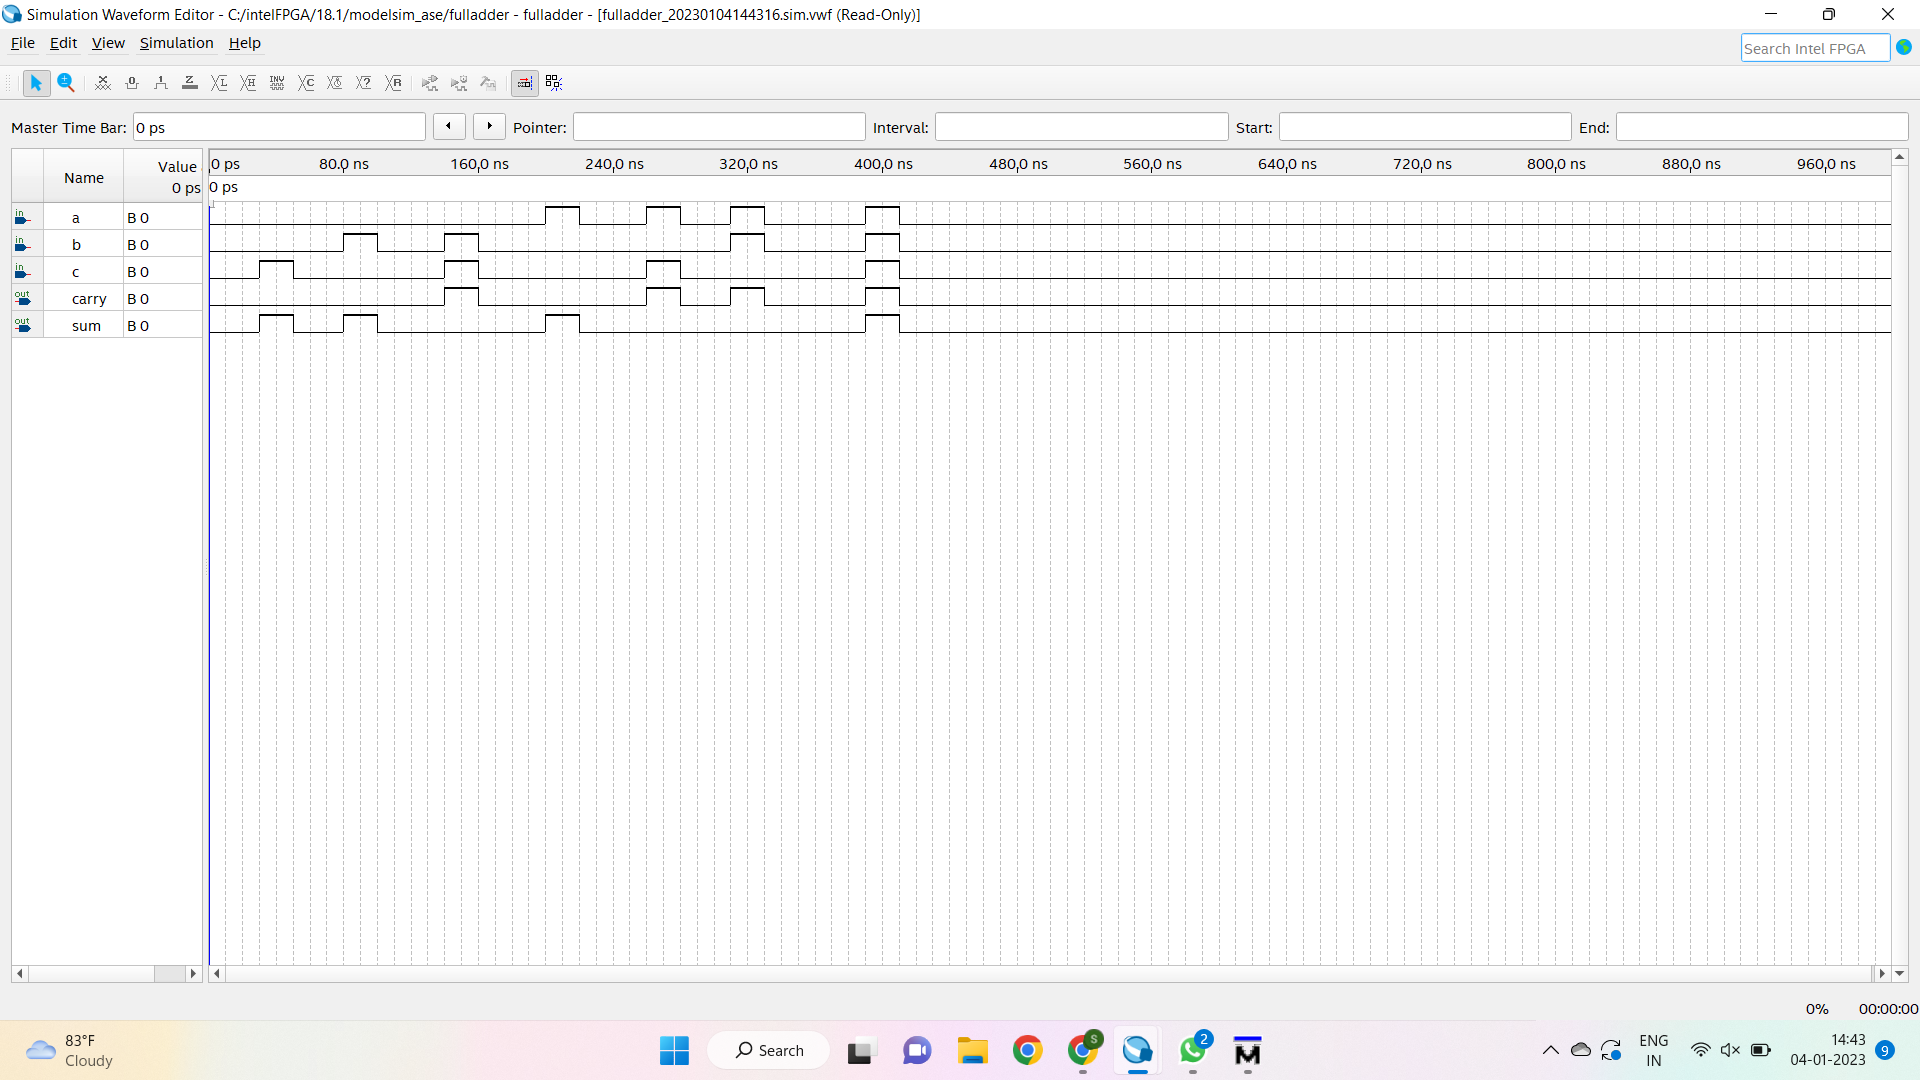 Simulation Waveform Editor - C:/intelFPGA/18.1/modelsim_ase/fulladder - fulladder - [fulladder_20230104144316.sim.vwf (Read-Only)]
File Edit View Simulation Help
Search Intel FPGA
Master Time Bar: 0 ps Pointer: Interval: Start: End:
Name Value
0 ps
0 ps 80.0 ns 160.0 ns 240.0 ns 320.0 ns 400.0 ns 480.0 ns 560.0 ns 640.0 ns 720.0 ns 800.0 ns 880.0 ns 960.0 ns
0 ps
in a B 0
in b B 0
in c B 0
out carry B 0
out sum B 0
0% 00:00:00
83°F
Cloudy
Search
S
2
M
ENG
IN
14:43
04-01-2023
9